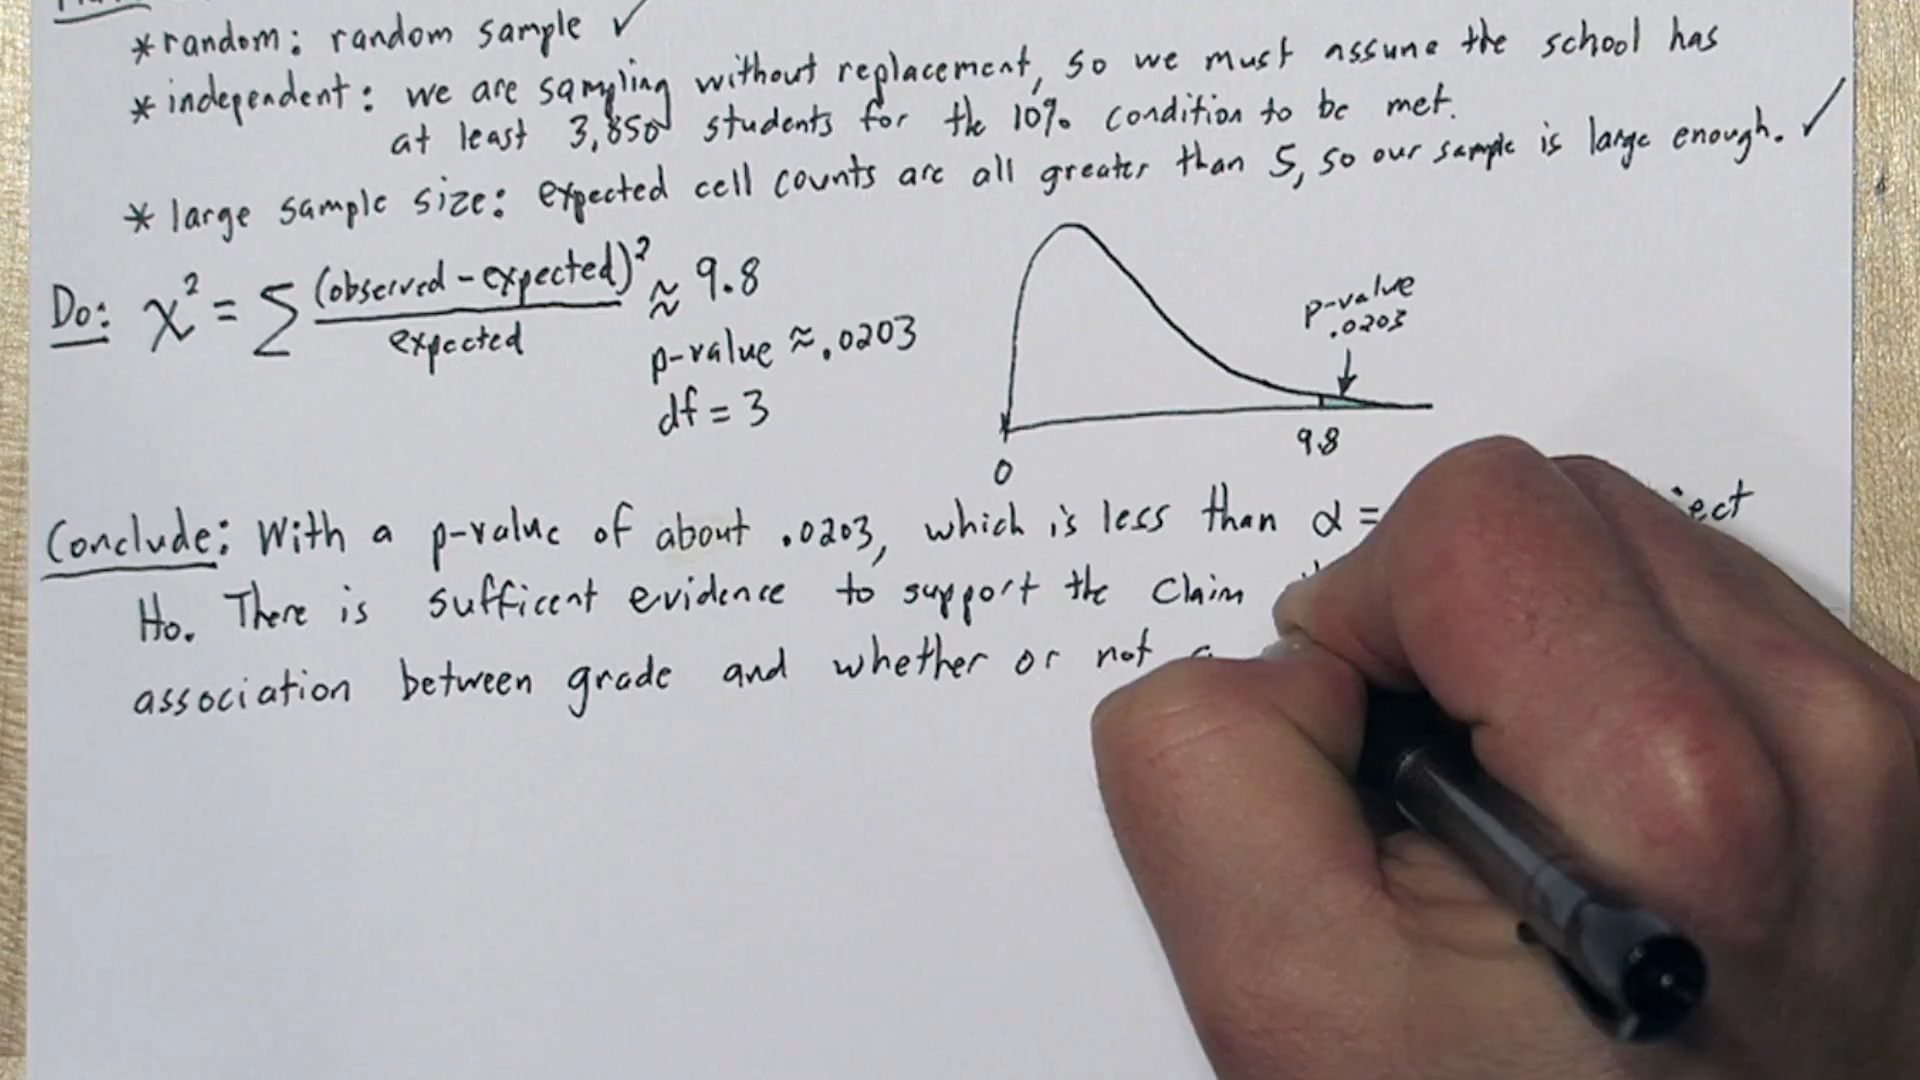 * random: random sample ✓
* independent: we are sampling without replacement, so we must assume the school has
at least 3,850 students for the 10% condition to be met.
* large sample size: expected cell counts are all greater than 5, so our sample is large enough. ✓
Do: χ² = Σ (observed - expected)² / expected ≈ 9.8
p-value ≈ .0203
df = 3
p-value
.0203
9.8
0
Conclude: With a p-value of about .0203, which is less than α =
Ho. There is sufficent evidence to support the claim
association between grade and whether or not